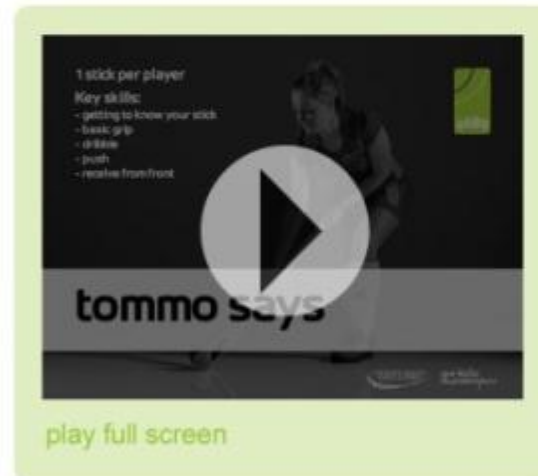 1 stick per player
Key skills:
- getting to know your stick
- basic grip
- dribble
- push
- receive from front
tommo says
play full screen